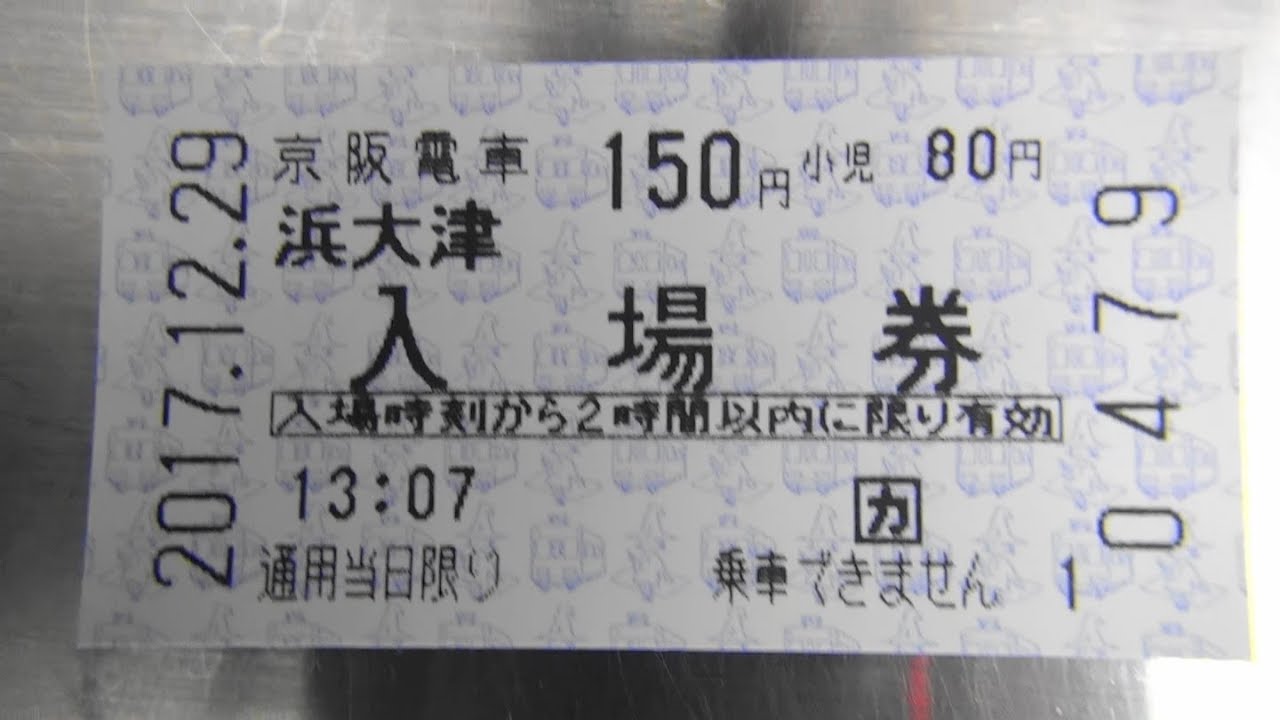 2017.12.29
京阪電車 150円 小児 80円
浜大津
入場券
入場時刻から2時間以内に限り有効
13:07 カ
通用当日限り 乗車できません 1
0479